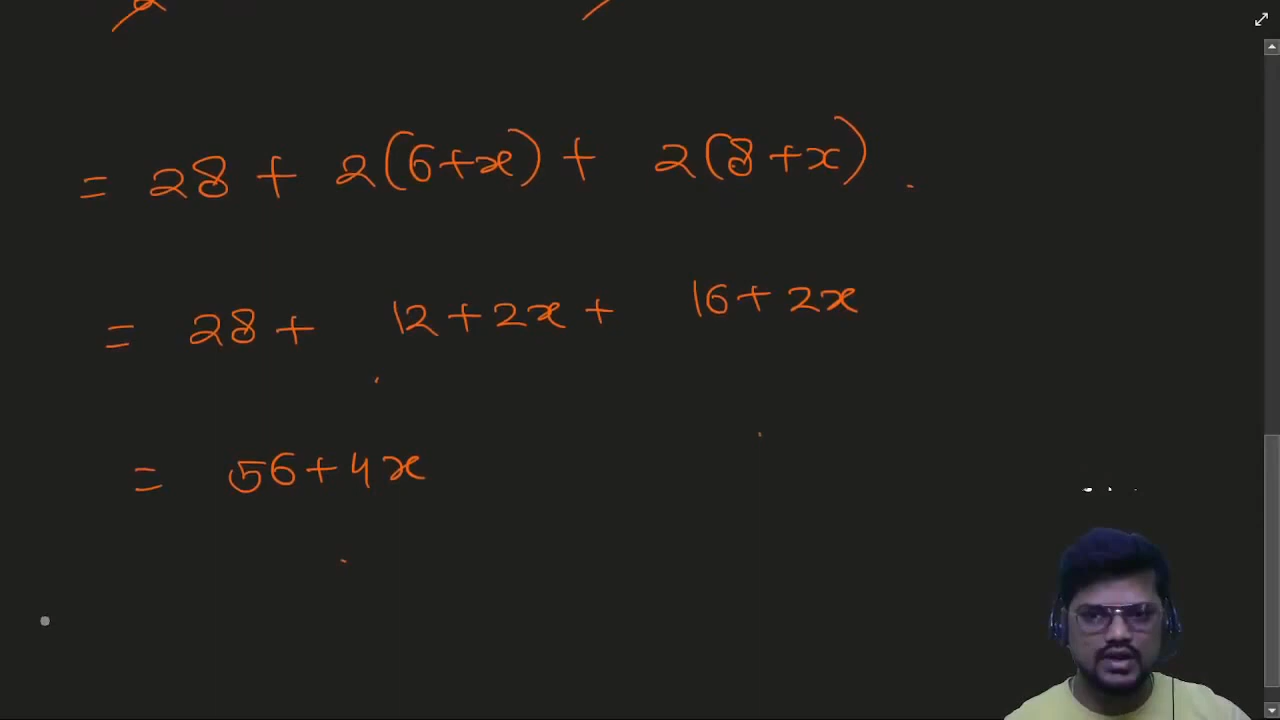 = 28 + 2(6+x) + 2(8+x)
= 28 + 12+2x + 16+2x
= 56+4x